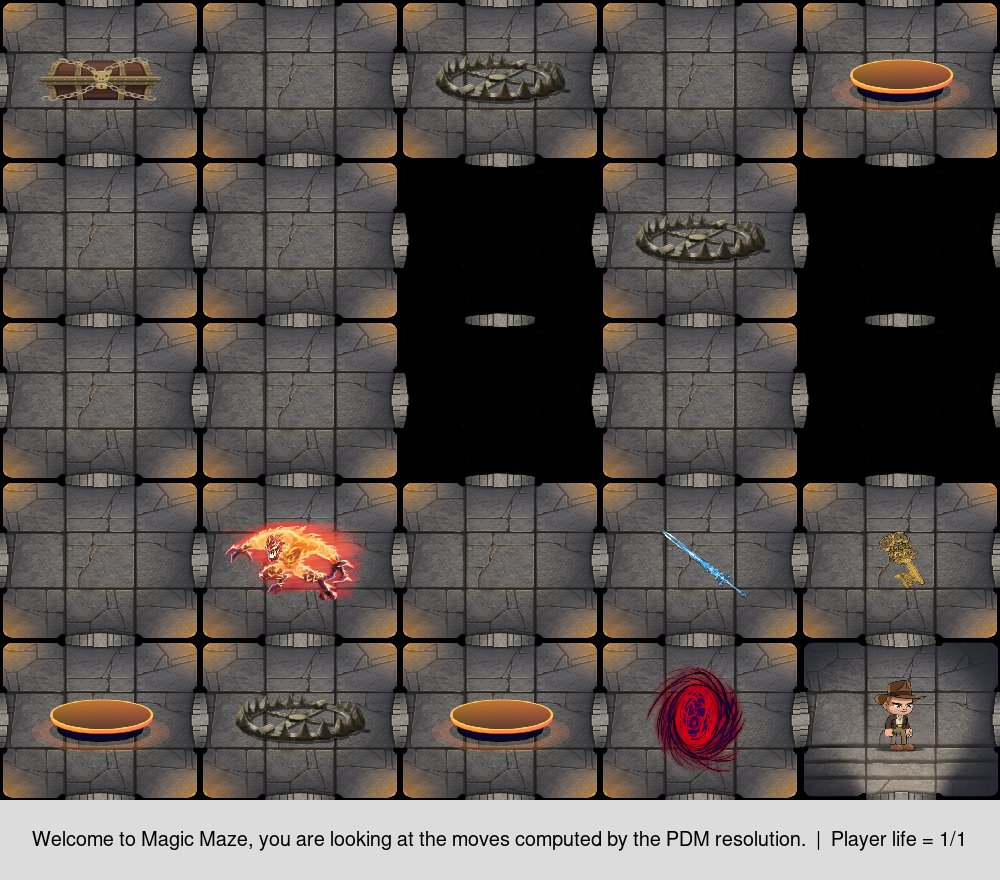 Welcome to Magic Maze, you are looking at the moves computed by the PDM resolution.  |  Player life = 1/1